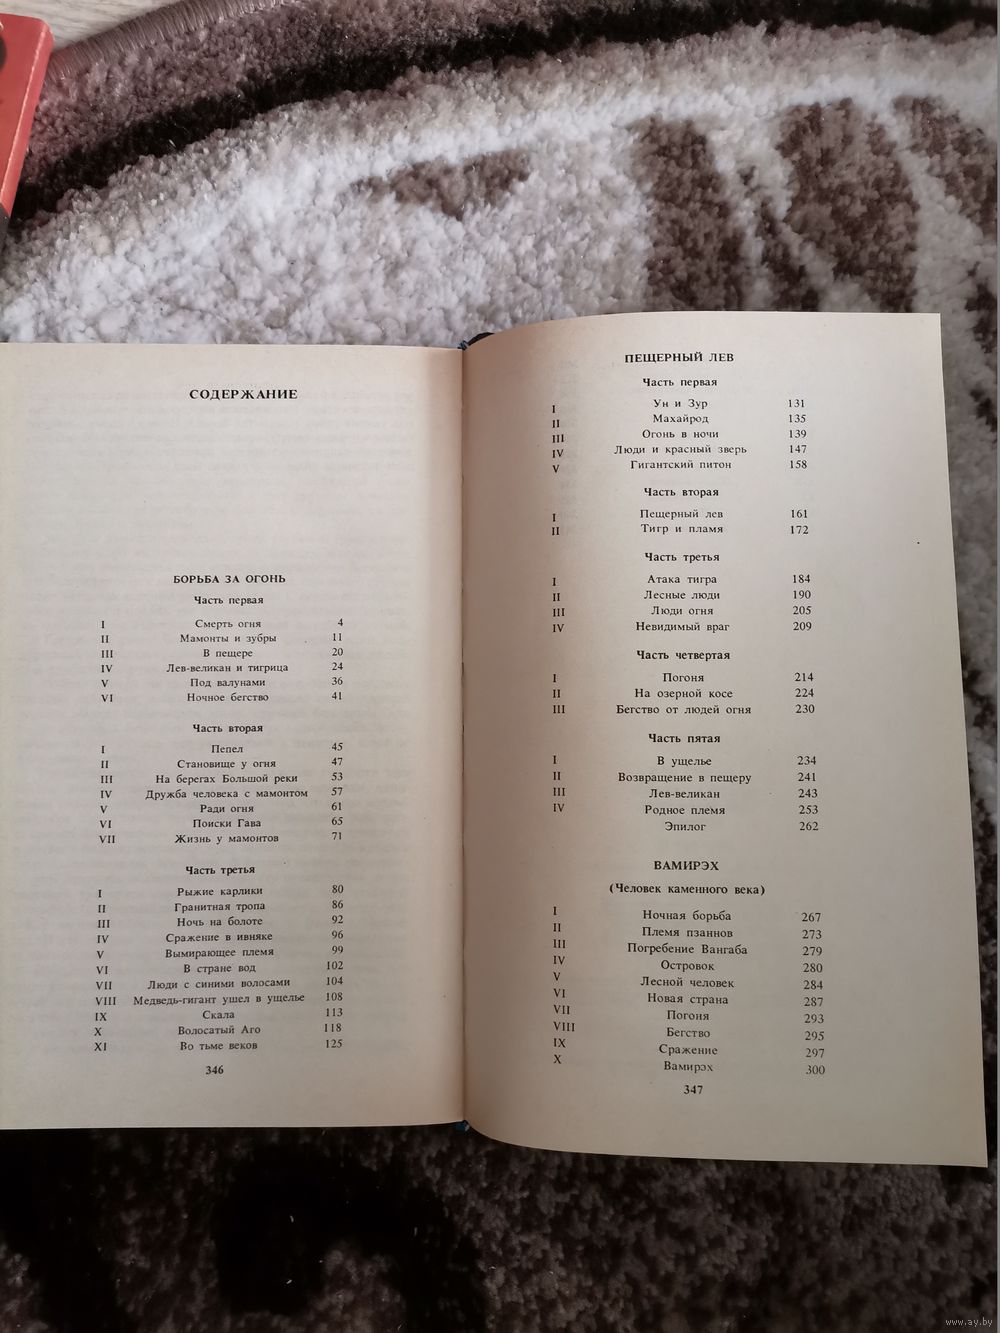 СОДЕРЖАНИЕ
БОРЬБА ЗА ОГОНЬ
Часть первая
I Смерть огня 4
II Мамонты и зубры 11
III В пещере 20
IV Лев-великан и тигрица 24
V Под валунами 36
VI Ночное бегство 41
Часть вторая
I Пепел 45
II Становище у огня 47
III На берегах Большой реки 53
IV Дружба человека с мамонтом 57
V Ради огня 61
VI Поиски Гава 65
VII Жизнь у мамонтов 71
Часть третья
I Рыжие карлики 80
II Гранитная тропа 86
III Ночь на болоте 92
IV Сражение в ивняке 96
V Вымирающее племя 99
VI В стране вод 102
VII Люди с синими волосами 104
VIII Медведь-гигант ушел в ущелье 108
IX Скала 113
X Волосатый Аго 118
XI Во тьме веков 125
346
ПЕЩЕРНЫЙ ЛЕВ
Часть первая
I Ун и Зур 131
II Махайрод 135
III Огонь в ночи 139
IV Люди и красный зверь 147
V Гигантский питон 158
Часть вторая
I Пещерный лев 161
II Тигр и пламя 172
Часть третья
I Атака тигра 184
II Лесные люди 190
III Люди огня 205
IV Невидимый враг 209
Часть четвертая
I Погоня 214
II На озерной косе 224
III Бегство от людей огня 230
Часть пятая
I В ущелье 234
II Возвращение в пещеру 241
III Лев-великан 243
IV Родное племя 253
Эпилог 262
ВАМИРЭХ
(Человек каменного века)
I Ночная борьба 267
II Племя пзаннов 273
III Погребение Вангаба 279
IV Островок 280
V Лесной человек 284
VI Новая страна 287
VII Погоня 293
VIII Бегство 295
IX Сражение 297
X Вамирэх 300
347
www.ay.by